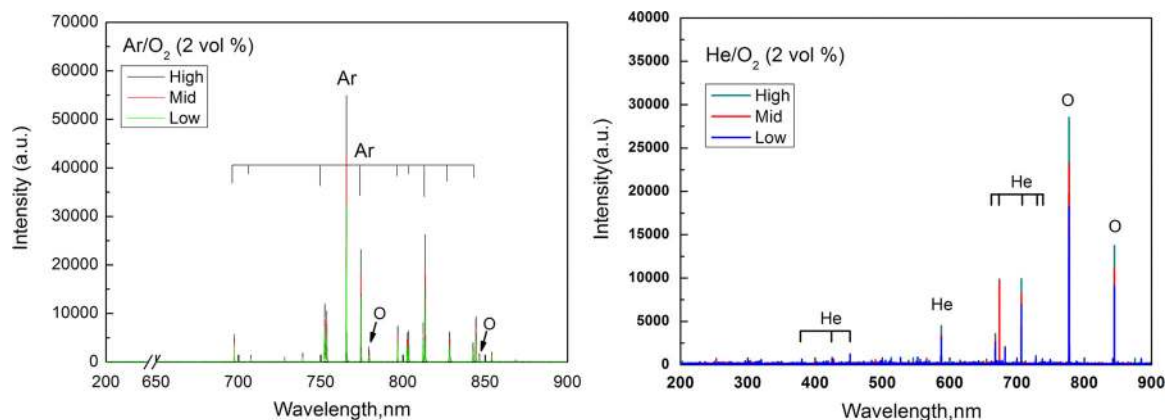 70000
60000
50000
40000
30000
20000
10000
0
Intensity (a.u.)
Ar/O2 (2 vol %)
High
Mid
Low
Ar
Ar
O
O
200
650
700
750
800
850
900
Wavelength,nm
40000
35000
30000
25000
20000
15000
10000
5000
0
Intensity(a.u.)
He/O2 (2 vol %)
High
Mid
Low
O
He
O
He
He
200
300
400
500
600
700
800
900
Wavelength,nm